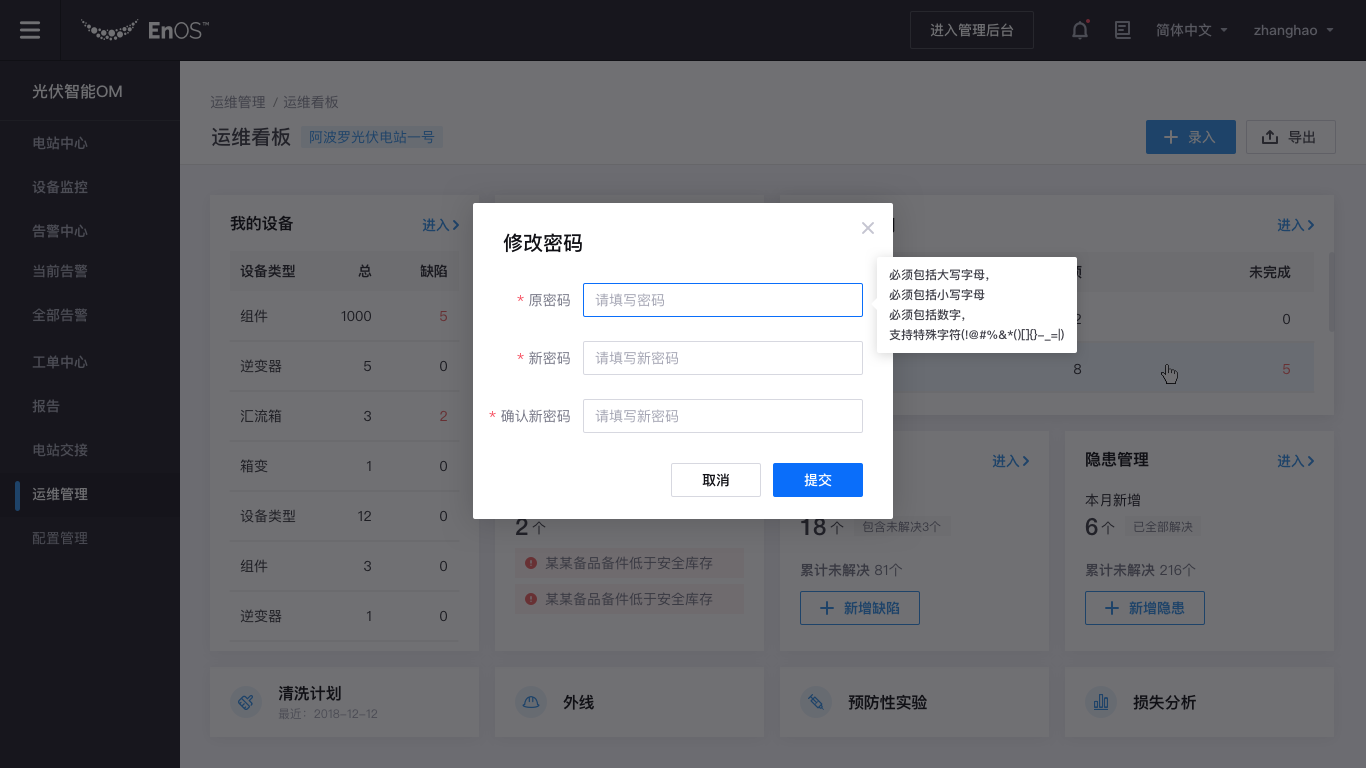 EnOS™
进入管理后台
简体中文
zhanghao
光伏智能OM
电站中心
设备监控
告警中心
当前告警
全部告警
工单中心
报告
电站交接
运维管理
配置管理
运维管理 / 运维看板
运维看板 阿波罗光伏电站一号
录入
导出
我的设备 进入
设备类型 总 缺陷
组件 1000 5
逆变器 5 0
汇流箱 3 2
箱变 1 0
设备类型 12 0
组件 3 0
逆变器 1 0
修改密码
* 原密码 请填写密码
* 新密码 请填写新密码
* 确认新密码 请填写新密码
取消 提交
必须包括大写字母，
必须包括小写字母
必须包括数字，
支持特殊字符(!@#%&*()[]{}-_=|)
进入
未完成
2 0
8 5
2 个
某某备品备件低于安全库存
某某备品备件低于安全库存
进入
18 个 包含未解决3个
累计未解决 81个
新增缺陷
隐患管理 进入
本月新增
6 个 已全部解决
累计未解决 216个
新增隐患
清洗计划
最近：2018-12-12
外线
预防性实验
损失分析